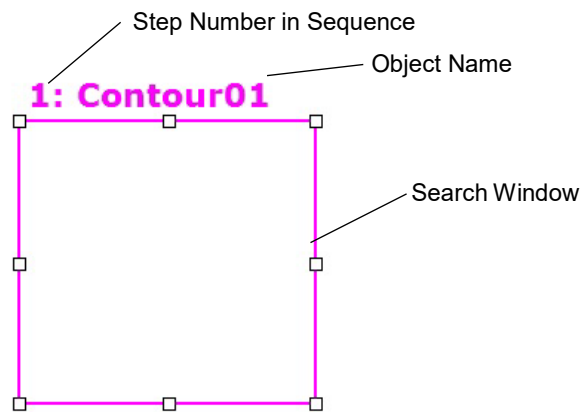 Step Number in Sequence
Object Name
1: Contour01
Search Window